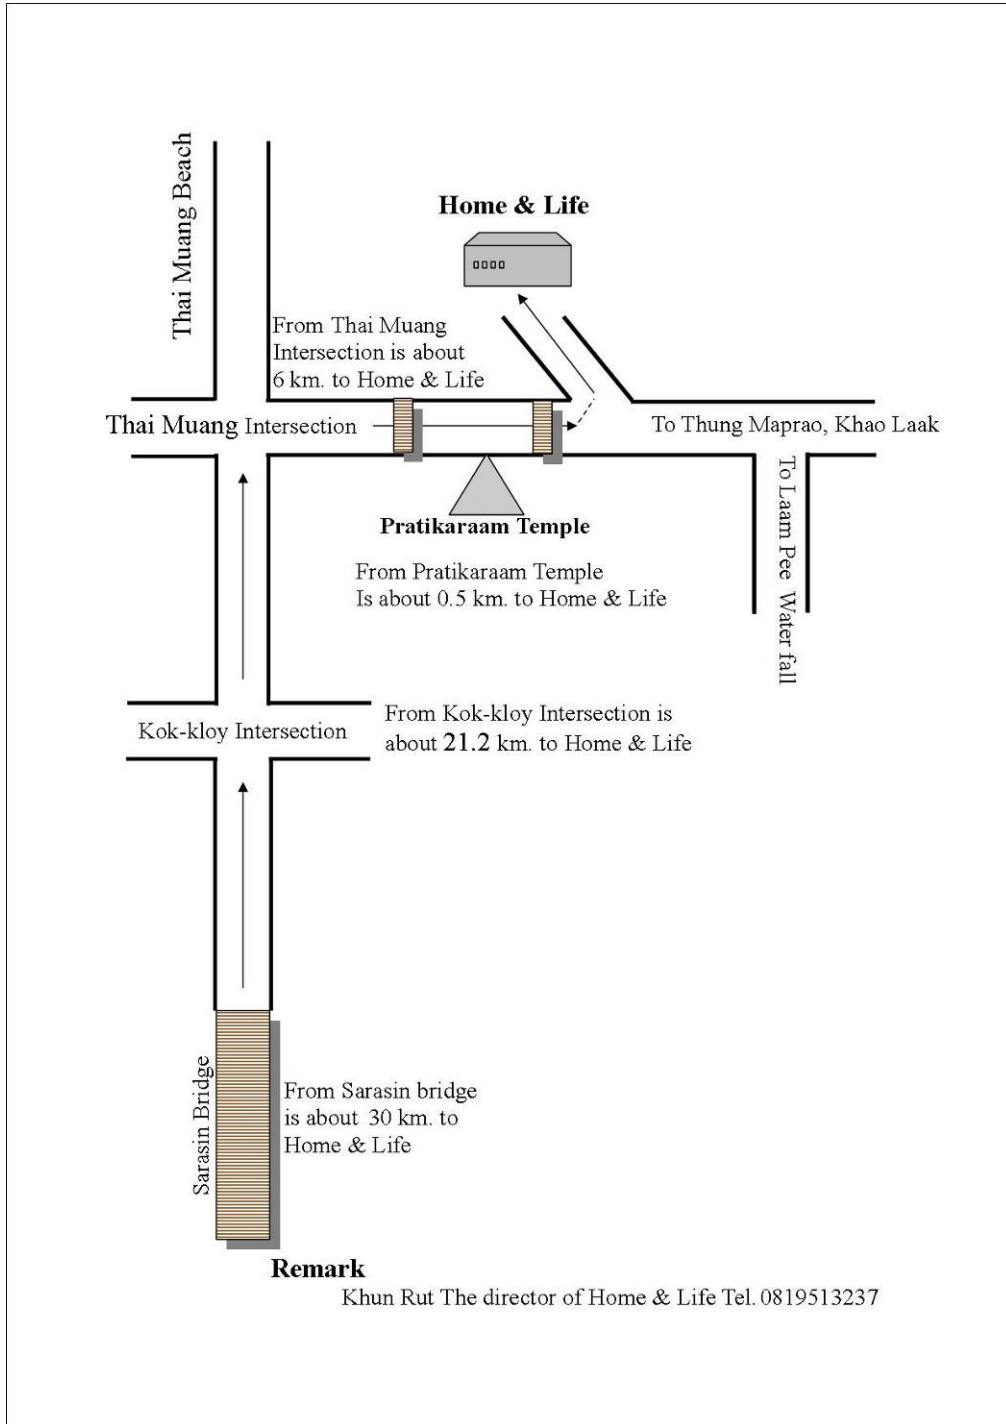 Thai Muang Beach
Home & Life
From Thai Muang
Intersection is about
6 km. to Home & Life
Thai Muang Intersection
To Thung Maprao, Khao Laak
To Laam Pee Water fall
Pratikaraam Temple
From Pratikaraam Temple
Is about 0.5 km. to Home & Life
Kok-kloy Intersection
From Kok-kloy Intersection is
about 21.2 km. to Home & Life
Sarasin Bridge
From Sarasin bridge
is about 30 km. to
Home & Life
Remark
Khun Rut The director of Home & Life Tel. 0819513237